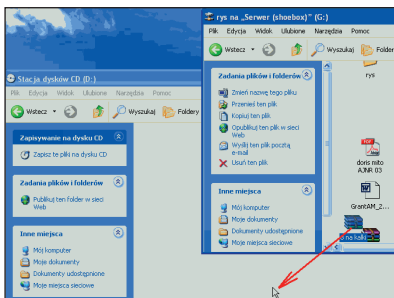 rys na „Serwer (shoebox)” (G:)
Plik Edycja Widok Ulubione Narzędzia Pomoc
Wstecz Wyszukaj Folder
Zadania plików i folderów
Zmień nazwę tego pliku
Przenieś ten plik
Kopiuj ten plik
Opublikuj ten plik w sieci
Web
Wyślij ten plik pocztą
e-mail
Usuń ten plik
Inne miejsca
Mój komputer
Moje dokumenty
Dokumenty udostępnione
Moje miejsca sieciowe
rys
doris mito
AJNR 03
GrantAM_2...
na kalki
Stacja dysków CD (D:)
Plik Edycja Widok Ulubione Narzędzia Pomoc
Wstecz Wyszukaj Foldery
Zapisywanie na dysku CD
Zapisz te pliki na dysku CD
Zadania plików i folderów
Publikuj ten folder w sieci
Web
Inne miejsca
Mój komputer
Moje dokumenty
Dokumenty udostępnione
Moje miejsca sieciowe